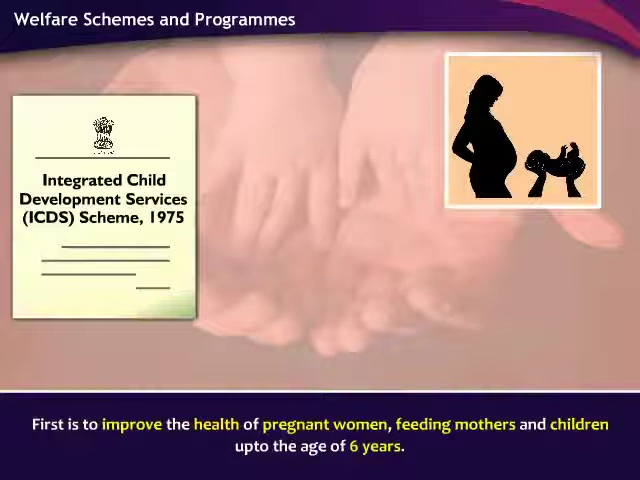 Welfare Schemes and Programmes
Integrated Child
Development Services
(ICDS) Scheme, 1975
First is to improve the health of pregnant women, feeding mothers and children
upto the age of 6 years.